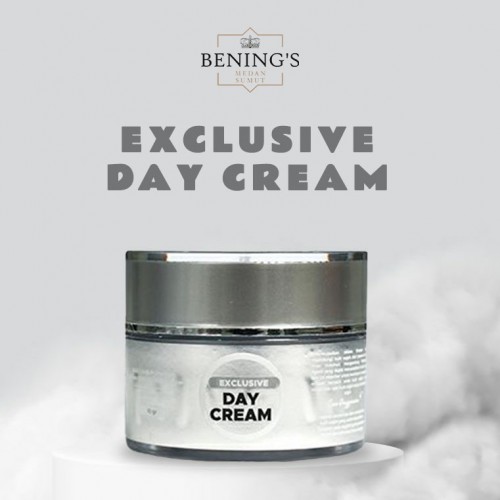 BENING'S
MEDAN
SUMUT
EXCLUSIVE
DAY CREAM
EXCLUSIVE
DAY
CREAM